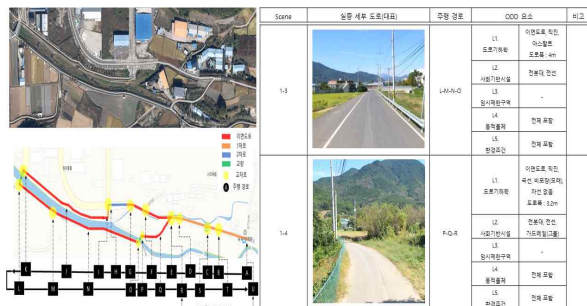 이면도로
1차로
2차로
교량
교차로
주행 경로
K J I H G F E D C B A
L M N O P Q R S T V
Scene 실증 세부 도로(대표) 주행 경로 ODD 요소 비고
1-3
L-M-N-O
L1.
도로기하학
이면도로, 직진,
아스팔트
도로폭 : 4m
L2.
사회기반시설
전봇대, 전선
L3.
임시제한구역
-
L4.
동적물체
전체 포함
L5.
환경조건
전체 포함
1-4
P-Q-R
L1.
도로기하학
이면도로, 직진,
곡선, 비포장(모래),
차선 없음
도로폭 : 3.2m
L2.
사회기반시설
전봇대, 전선
가드레일(그물)
L3.
임시제한구역
-
L4.
동적물체
전체 포함
L5.
환경조건
전체 포함